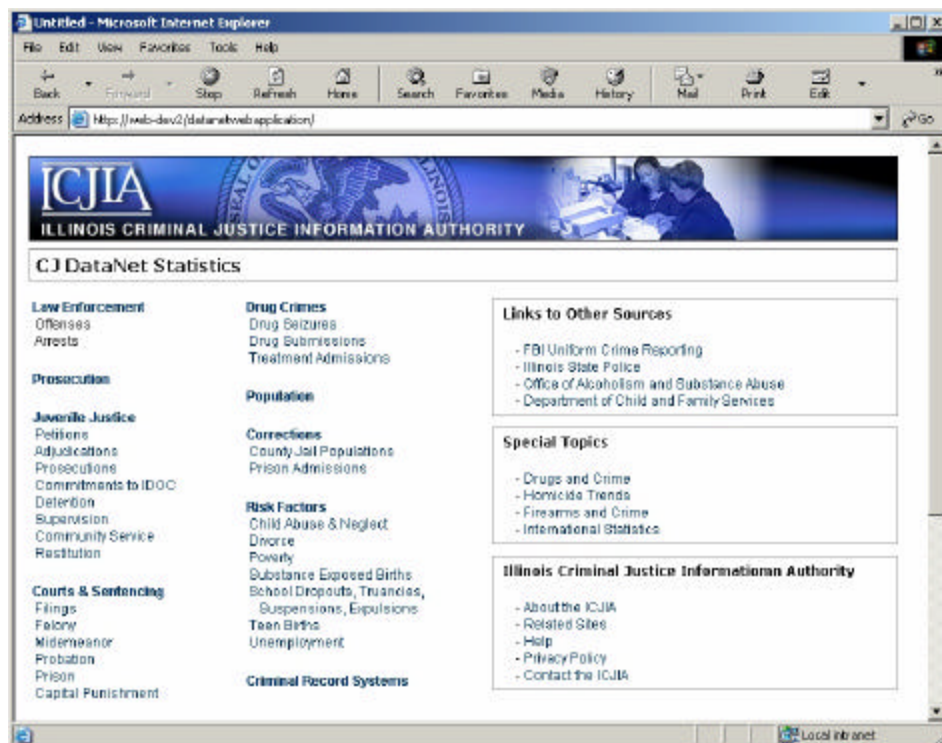 Untitled - Microsoft Internet Explorer
File Edit View Favorites Tools Help
Back Forward Stop Refresh Home Search Favorites Media History Mail Print Edit
Address http://web-dev2/datanetwebapplication/ Go
SEAL OF ILLINOIS
ICJIA
ILLINOIS CRIMINAL JUSTICE INFORMATION AUTHORITY
CJ DataNet Statistics
Law Enforcement
Offenses
Arrests
Prosecution
Juvenile Justice
Petitions
Adjudications
Prosecutions
Commitments to IDOC
Detention
Supervision
Community Service
Restitution
Courts & Sentencing
Filings
Felony
Midemeanor
Probation
Prison
Capital Punishment
Drug Crimes
Drug Seizures
Drug Submissions
Treatment Admissions
Population
Corrections
County Jail Populations
Prison Admissions
Risk Factors
Child Abuse & Neglect
Divorce
Poverty
Substance Exposed Births
School Dropouts, Truancies,
Suspensions, Expulsions
Teen Births
Unemployment
Criminal Record Systems
Links to Other Sources
- FBI Uniform Crime Reporting
- Illinois State Police
- Office of Alcoholism and Substance Abuse
- Department of Child and Family Services
Special Topics
- Drugs and Crime
- Homicide Trends
- Firearms and Crime
- International Statistics
Illinois Criminal Justice Informatiomn Authority
- About the ICJIA
- Related Sites
- Help
- Privacy Policy
- Contact the ICJIA
Local intranet